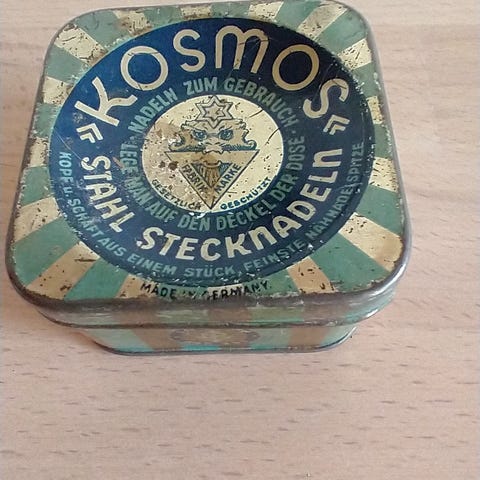 KOSMOS
» STAHL STECKNADELN »
NADELN ZUM GEBRAUCH
LEGE MAN AUF DEN DECKEL DER DOSE
FABRIK MARKE
GESETZLICH GESCHÜTZT
KOPF U. SCHAFT AUS EINEM STÜCK, FEINSTE NÄHNADELSPITZE
MADE IN GERMANY.